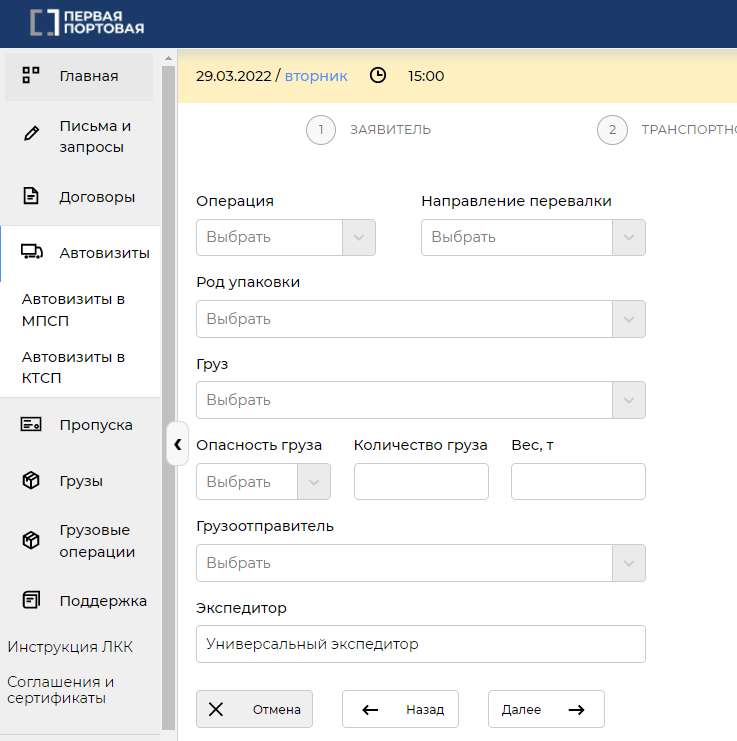 ПЕРВАЯ
ПОРТОВАЯ
Главная
Письма и
запросы
Договоры
Автовизиты
Автовизиты в
МПСП
Автовизиты в
КТСП
Пропуска
Грузы
Грузовые
операции
Поддержка
Инструкция ЛКК
Соглашения и
сертификаты
29.03.2022 / вторник 15:00
1 ЗАЯВИТЕЛЬ 2 ТРАНСПОРТНО
Операция Направление перевалки
Выбрать Выбрать
Род упаковки
Выбрать
Груз
Выбрать
Опасность груза Количество груза Вес, т
Выбрать
Грузоотправитель
Выбрать
Экспедитор
Универсальный экспедитор
Отмена Назад Далее